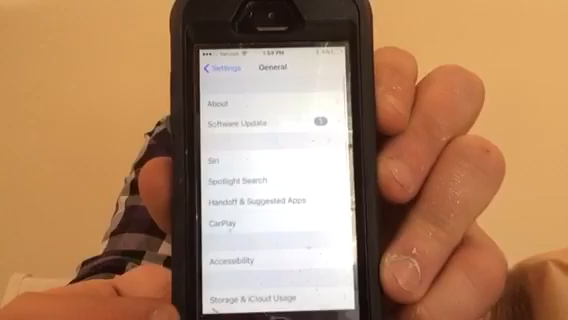 1:54 PM
Settings
General
About
Software Update 1
Siri
Spotlight Search
Handoff & Suggested Apps
CarPlay
Accessibility
Storage & iCloud Usage